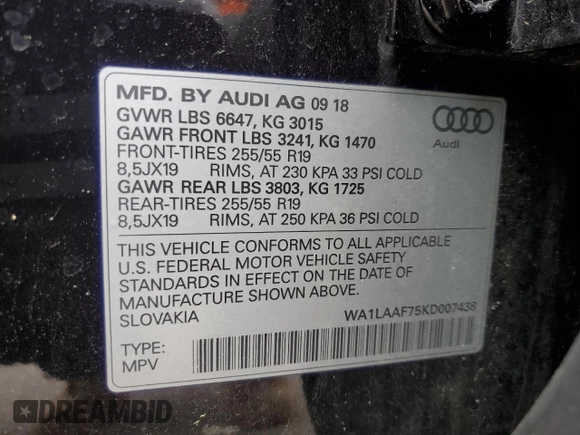 MFD. BY AUDI AG 09 18
GVWR LBS 6647, KG 3015
GAWR FRONT LBS 3241, KG 1470
FRONT-TIRES 255/55 R19
8,5JX19 RIMS, AT 230 KPA 33 PSI COLD
GAWR REAR LBS 3803, KG 1725
REAR-TIRES 255/55 R19
8,5JX19 RIMS, AT 250 KPA 36 PSI COLD
Audi
THIS VEHICLE CONFORMS TO ALL APPLICABLE
U.S. FEDERAL MOTOR VEHICLE SAFETY
STANDARDS IN EFFECT ON THE DATE OF
MANUFACTURE SHOWN ABOVE.
SLOVAKIA WA1LAAF75KD007438
TYPE:
MPV
DREAMBID